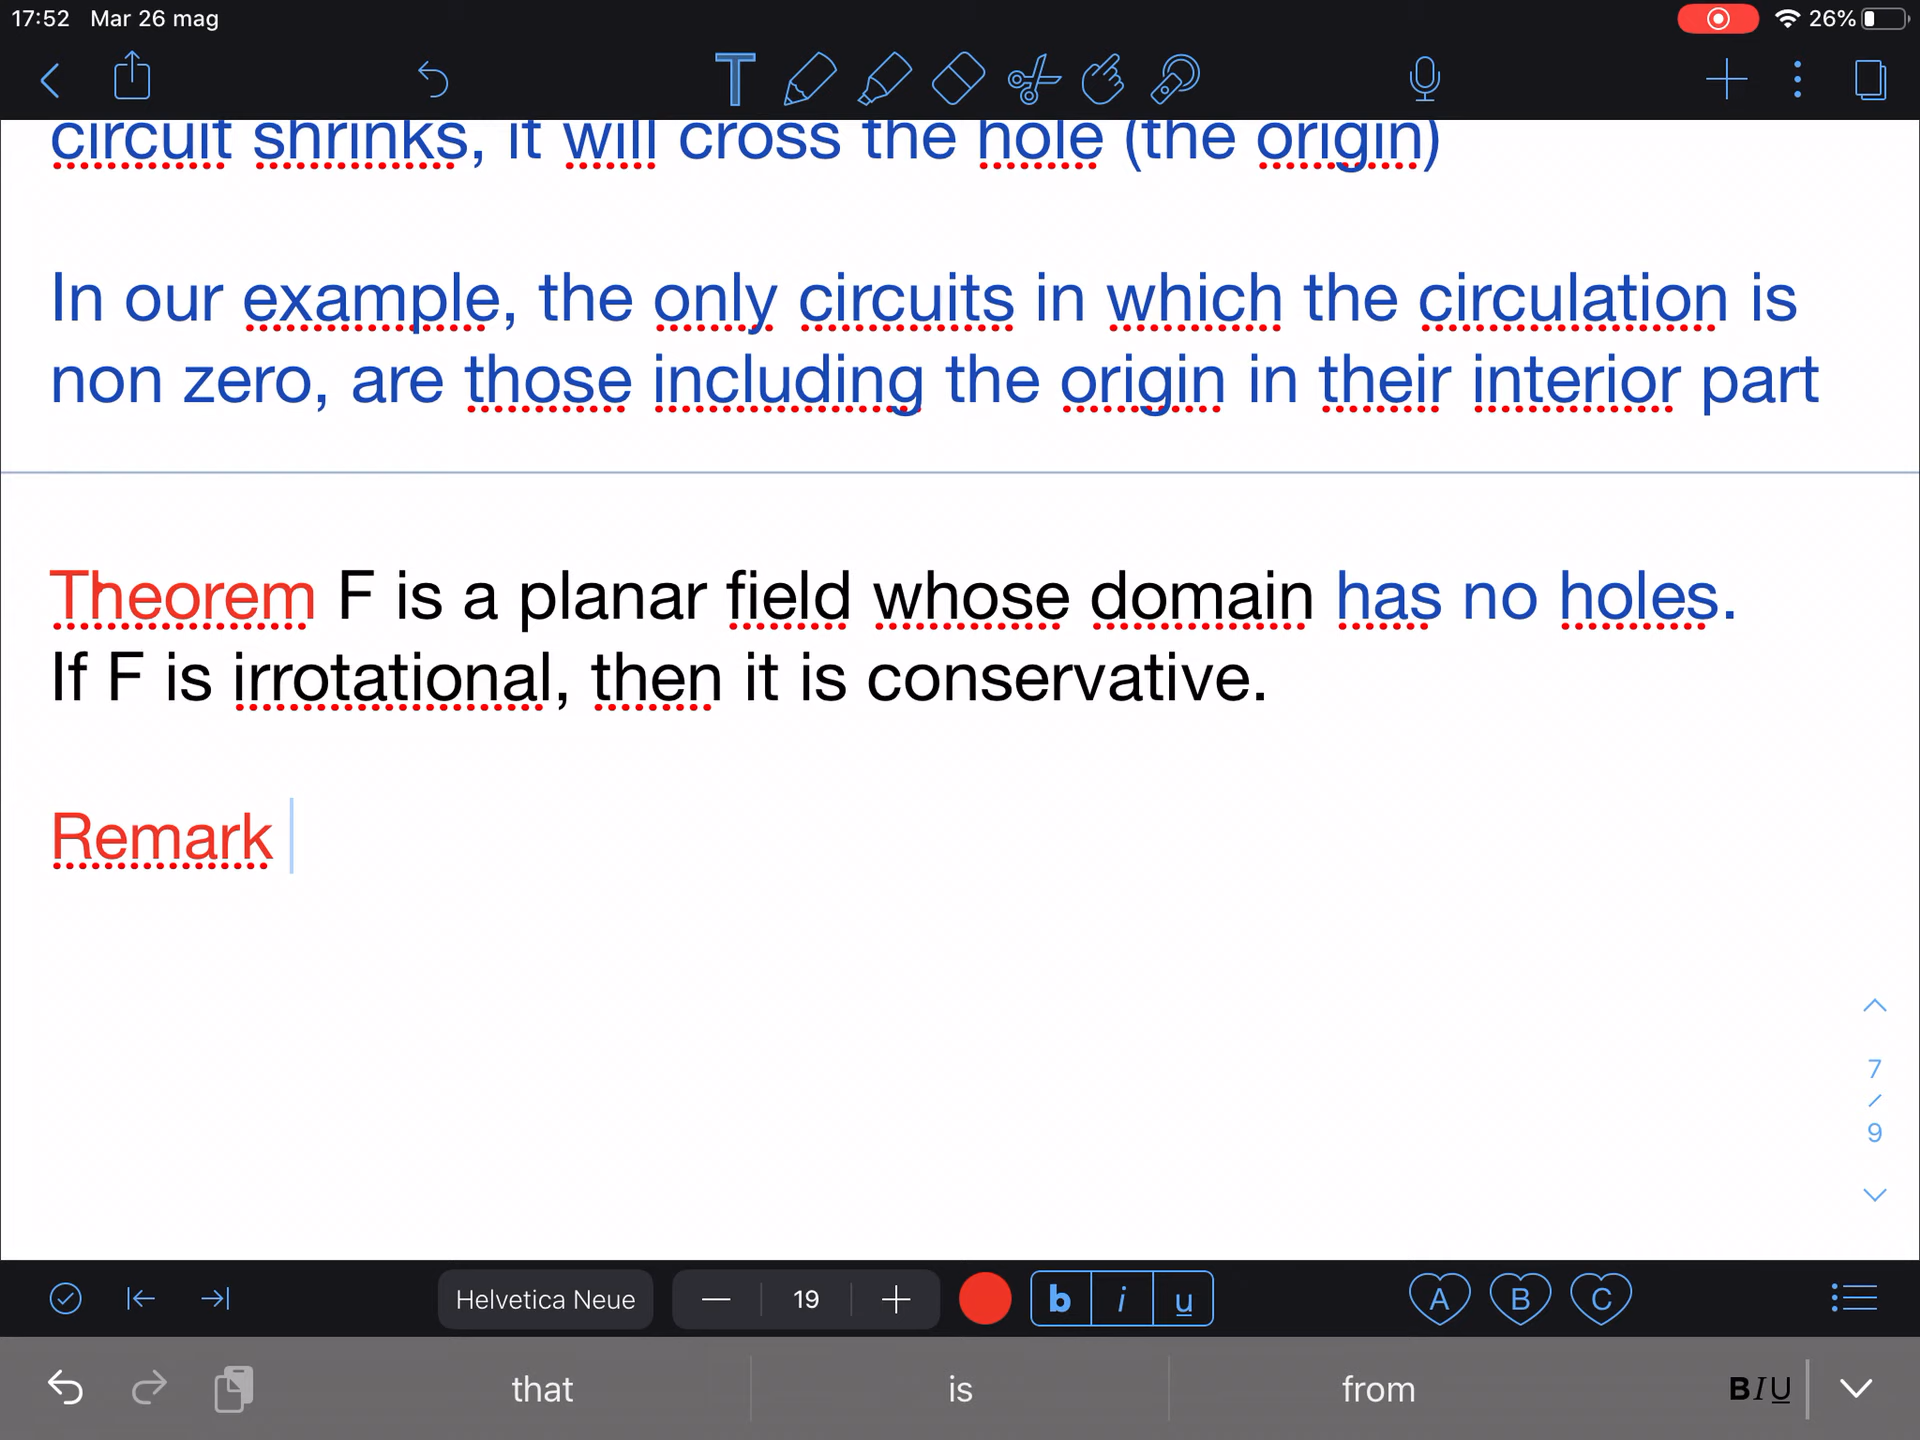 17:52 Mar 26 mag 26%
T
circuit shrinks, it will cross the hole (the origin)
In our example, the only circuits in which the circulation is
non zero, are those including the origin in their interior part
Theorem F is a planar field whose domain has no holes.
If F is irrotational, then it is conservative.
Remark
7
/
9
Helvetica Neue — 19 + b i u A B C
that is from BIU